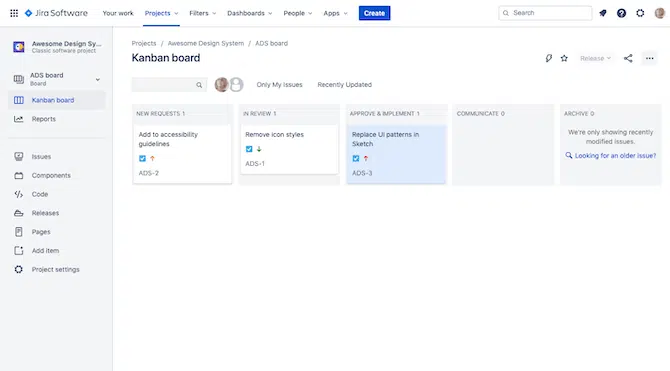 Jira Software
Your work
Projects
Filters
Dashboards
People
Apps
Create
Search
Awesome Design Sy...
Classic software project
ADS board
Board
Kanban board
Reports
Issues
Components
Code
Releases
Pages
Add item
Project settings
Projects / Awesome Design System / ADS board
Kanban board
Release
Only My Issues
Recently Updated
NEW REQUESTS 1
Add to accessibility
guidelines
ADS-2
IN REVIEW 1
Remove icon styles
ADS-1
APPROVE & IMPLEMENT 1
Replace UI patterns in
Sketch
ADS-3
COMMUNICATE 0
ARCHIVE 0
We're only showing recently
modified issues.
Looking for an older issue?